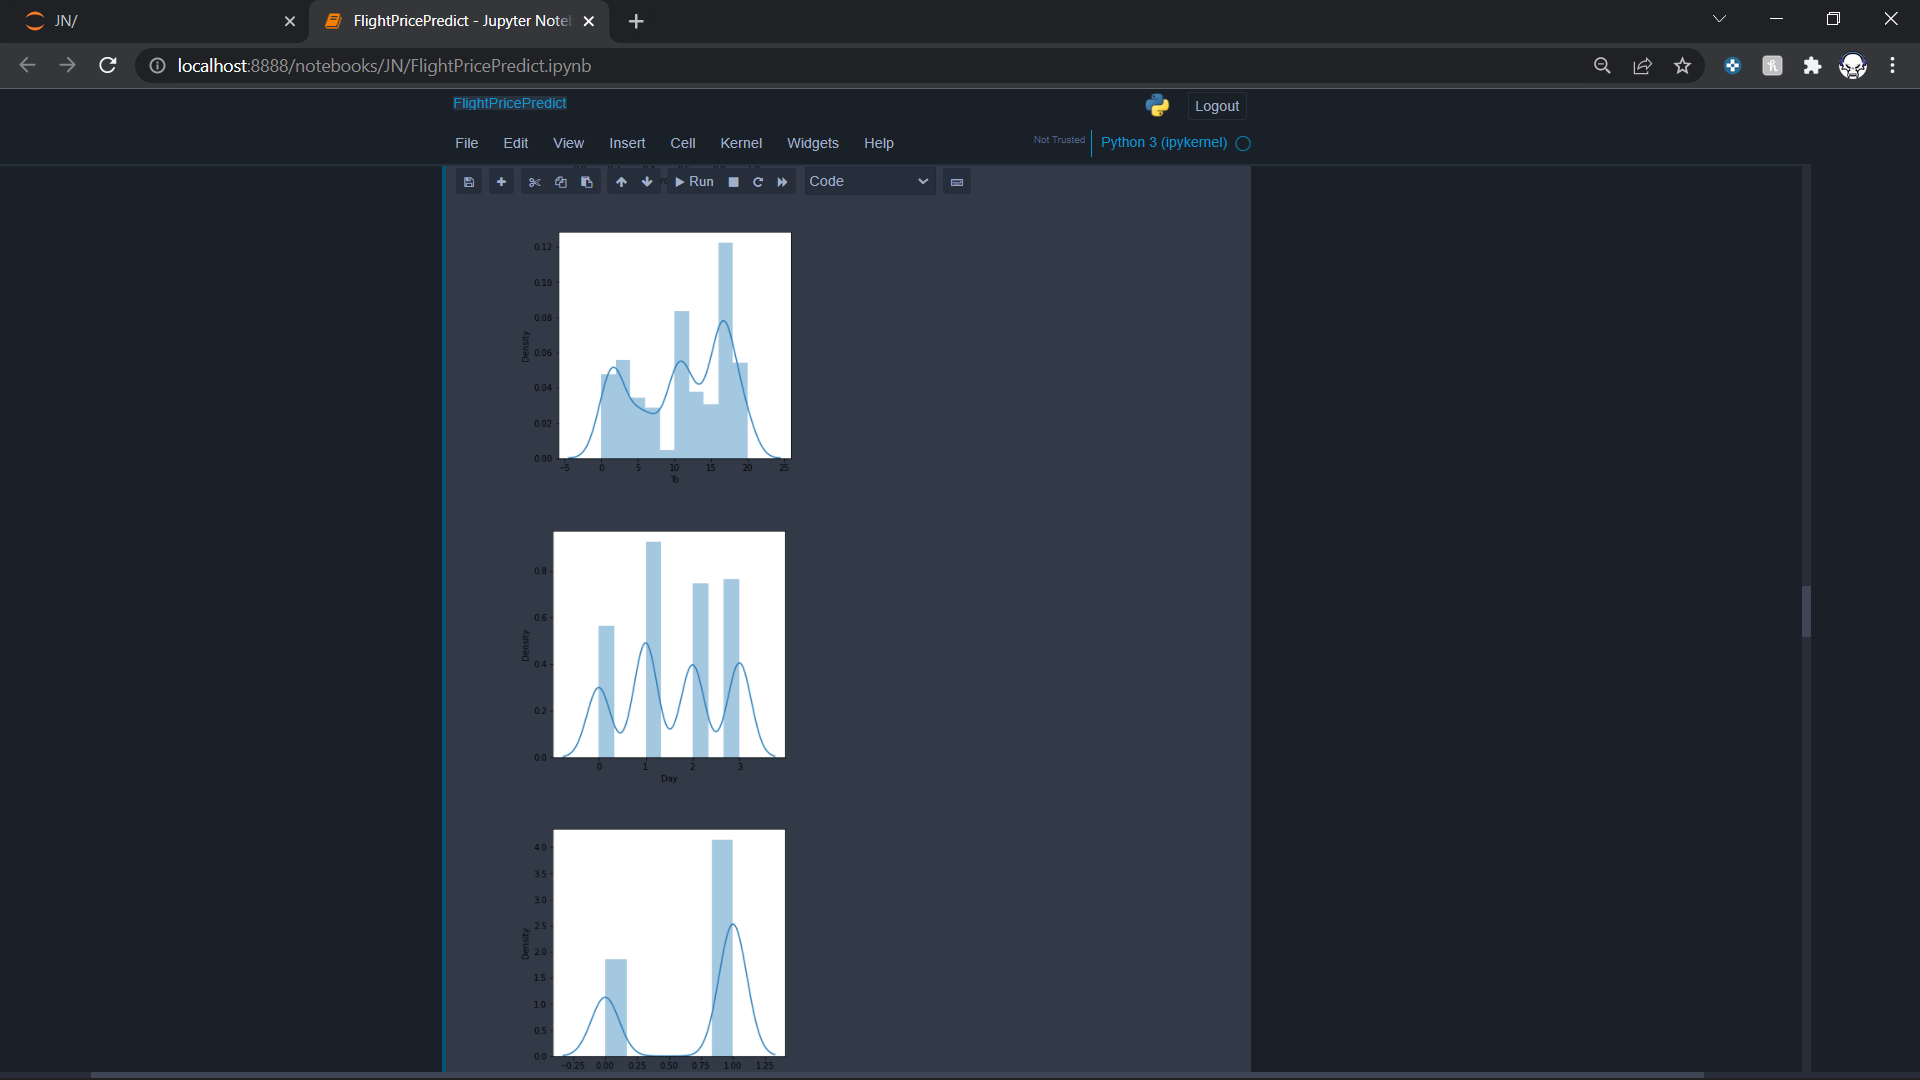 JN/
FlightPricePredict - Jupyter Note
localhost:8888/notebooks/JN/FlightPricePredict.ipynb
FlightPricePredict
Logout
File Edit View Insert Cell Kernel Widgets Help
Not Trusted
Python 3 (ipykernel)
Run
Code
0.12
0.10
0.08
0.06
0.04
0.02
0.00
Density
−5 0 5 10 15 20 25
To
0.8
0.6
0.4
0.2
0.0
Density
0 1 2 3
Day
4.0
3.5
3.0
2.5
2.0
1.5
1.0
0.5
0.0
Density
−0.25 0.00 0.25 0.50 0.75 1.00 1.25